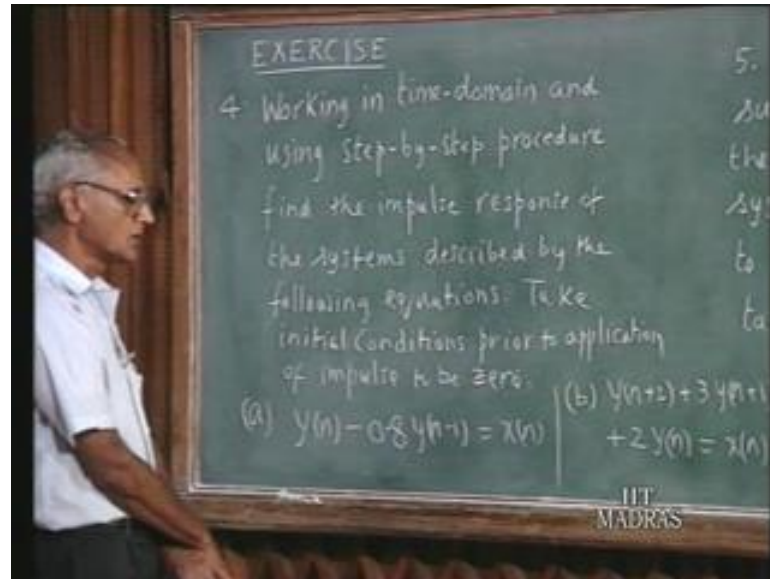 EXERCISE
4 Working in time-domain and
using step-by-step procedure
find the impulse response of
the systems described by the
following equations. Take
initial conditions prior to application
of impulse to be zero.
(a) y(n) - 0.8 y(n-1) = x(n)
(b) y(n+2) + 3 y(n+1
+ 2 y(n) = x(n)
5.
su
the
sys
to
ta
IIT
MADRAS